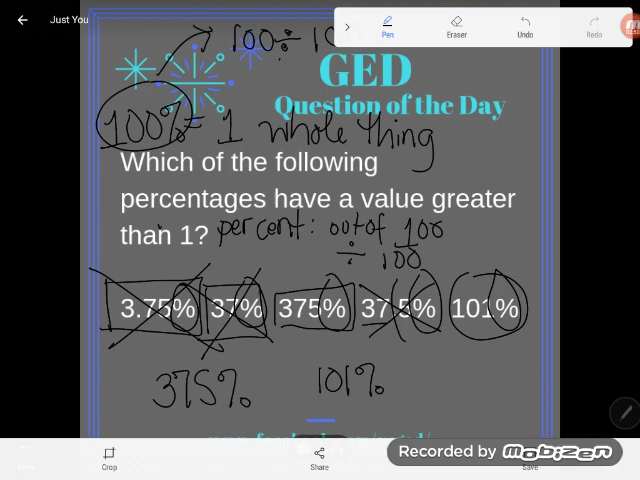 Just You
Pen
Eraser
Undo
Redo
100÷
GED
Question of the Day
100% = 1 whole thing
Which of the following
percentages have a value greater
than 1?
percent: out of 100
÷ 100
3.75% 37% 375% 37.5% 101%
375% 101%
Crop
Share
Save
Recorded by Mobizen